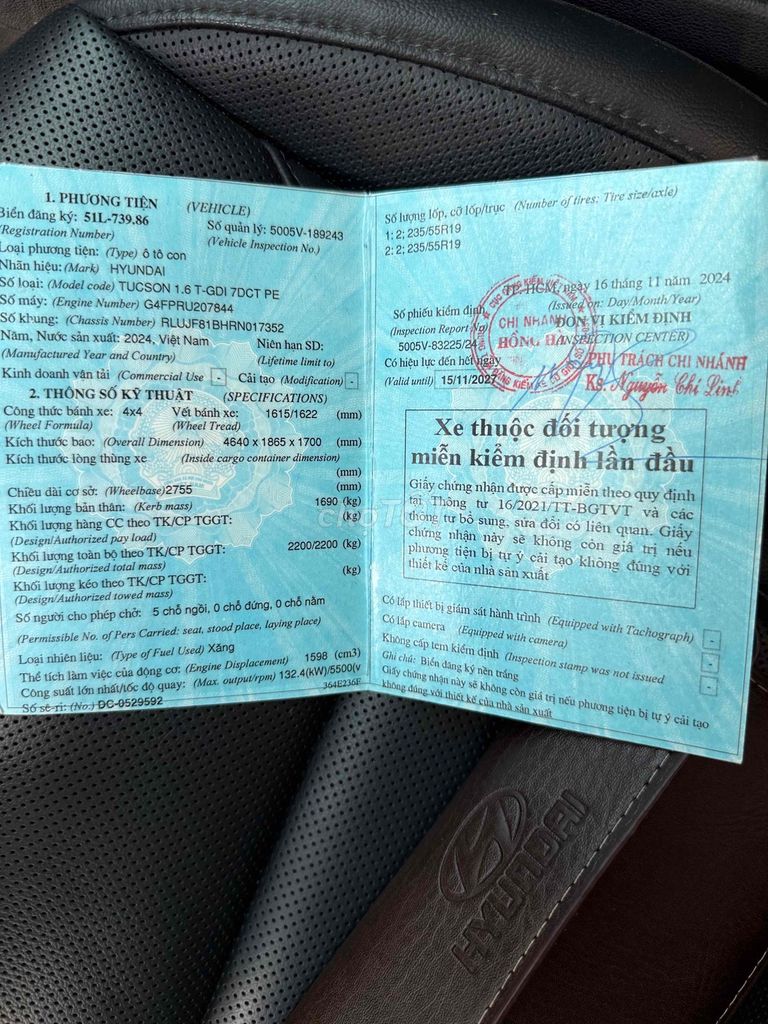 1. PHƯƠNG TIỆN (VEHICLE)
Biển đăng ký: 51L-739.86
(Registration Number)
Số quản lý: 5005V-189243
(Vehicle Inspection No.)
Loại phương tiện: (Type) ô tô con
Nhãn hiệu: (Mark) HYUNDAI
Số loại: (Model code) TUCSON 1.6 T-GDI 7DCT PE
Số máy: (Engine Number) G4FPRU207844
Số khung: (Chassis Number) RLUJF81BHRN017352
Năm, Nước sản xuất: 2024, Việt Nam Niên hạn SD:
(Manufactured Year and Country) (Lifetime limit to)
Kinh doanh vận tải (Commercial Use) - Cải tạo (Modification) -
2. THÔNG SỐ KỸ THUẬT (SPECIFICATIONS)
Công thức bánh xe: 4x4 Vết bánh xe: 1615/1622 (mm)
(Wheel Formula) (Wheel Tread)
Kích thước bao: (Overall Dimension) 4640 x 1865 x 1700 (mm)
Kích thước lòng thùng xe (Inside cargo container dimension)
(mm)
Chiều dài cơ sở: (Wheelbase) 2755 (mm)
Khối lượng bản thân: (Kerb mass) 1690 (kg)
Khối lượng hàng CC theo TK/CP TGGT: (kg)
(Design/Authorized pay load)
Khối lượng toàn bộ theo TK/CP TGGT: 2200/2200 (kg)
(Design/Authorized total mass)
Khối lượng kéo theo TK/CP TGGT: (kg)
(Design/Authorized towed mass)
Số người cho phép chở: 5 chỗ ngồi, 0 chỗ đứng, 0 chỗ nằm
(Permissible No. of Pers Carried: seat, stood place, laying place)
Loại nhiên liệu: (Type of Fuel Used) Xăng
Thể tích làm việc của động cơ: (Engine Displacement) 1598 (cm3)
Công suất lớn nhất/tốc độ quay: (Max. output/rpm) 132.4(kW)/5500(v
Số sê-ri: (No.) ĐC-0529592 364E236F
Số lượng lốp, cỡ lốp/trục (Number of tires: Tire size/axle)
1: 2; 235/55R19
2: 2; 235/55R19
TP. HCM, ngày 16 tháng 11 năm 2024
(Issued on: Day/Month/Year)
Số phiếu kiểm định ĐƠN VỊ KIỂM ĐỊNH
(Inspection Report No) (INSPECTION CENTER)
5005V-83225/24
CHI NHÁNH
HỒNG HÀ
PHỤ TRÁCH CHI NHÁNH
Ks. Nguyễn Chí Linh
Có hiệu lực đến hết ngày
(Valid until) 15/11/2027
Xe thuộc đối tượng
miễn kiểm định lần đầu
Giấy chứng nhận được cấp miễn theo quy định
tại Thông tư 16/2021/TT-BGTVT và các
thông tư bổ sung, sửa đổi có liên quan. Giấy
chứng nhận này sẽ không còn giá trị nếu
phương tiện bị tự ý cải tạo không đúng với
thiết kế của nhà sản xuất
Có lắp thiết bị giám sát hành trình (Equipped with Tachograph) -
Có lắp camera (Equipped with camera) -
Không cấp tem kiểm định (Inspection stamp was not issued -
Ghi chú: Biển đăng ký nền trắng
Giấy chứng nhận này sẽ không còn giá trị nếu phương tiện bị tự ý cải tạo
không đúng với thiết kế của nhà sản xuất
HYUNDAI